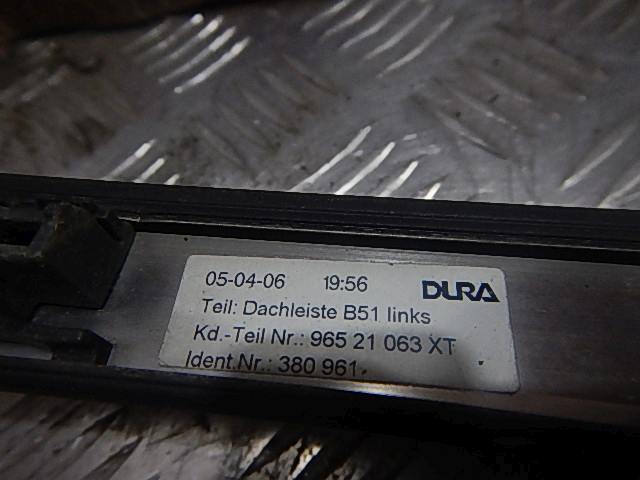 05-04-06 19:56 DURA
Teil: Dachleiste B51 links
Kd.-Teil Nr.: 965 21 063 XT
Ident.Nr.: 380 961